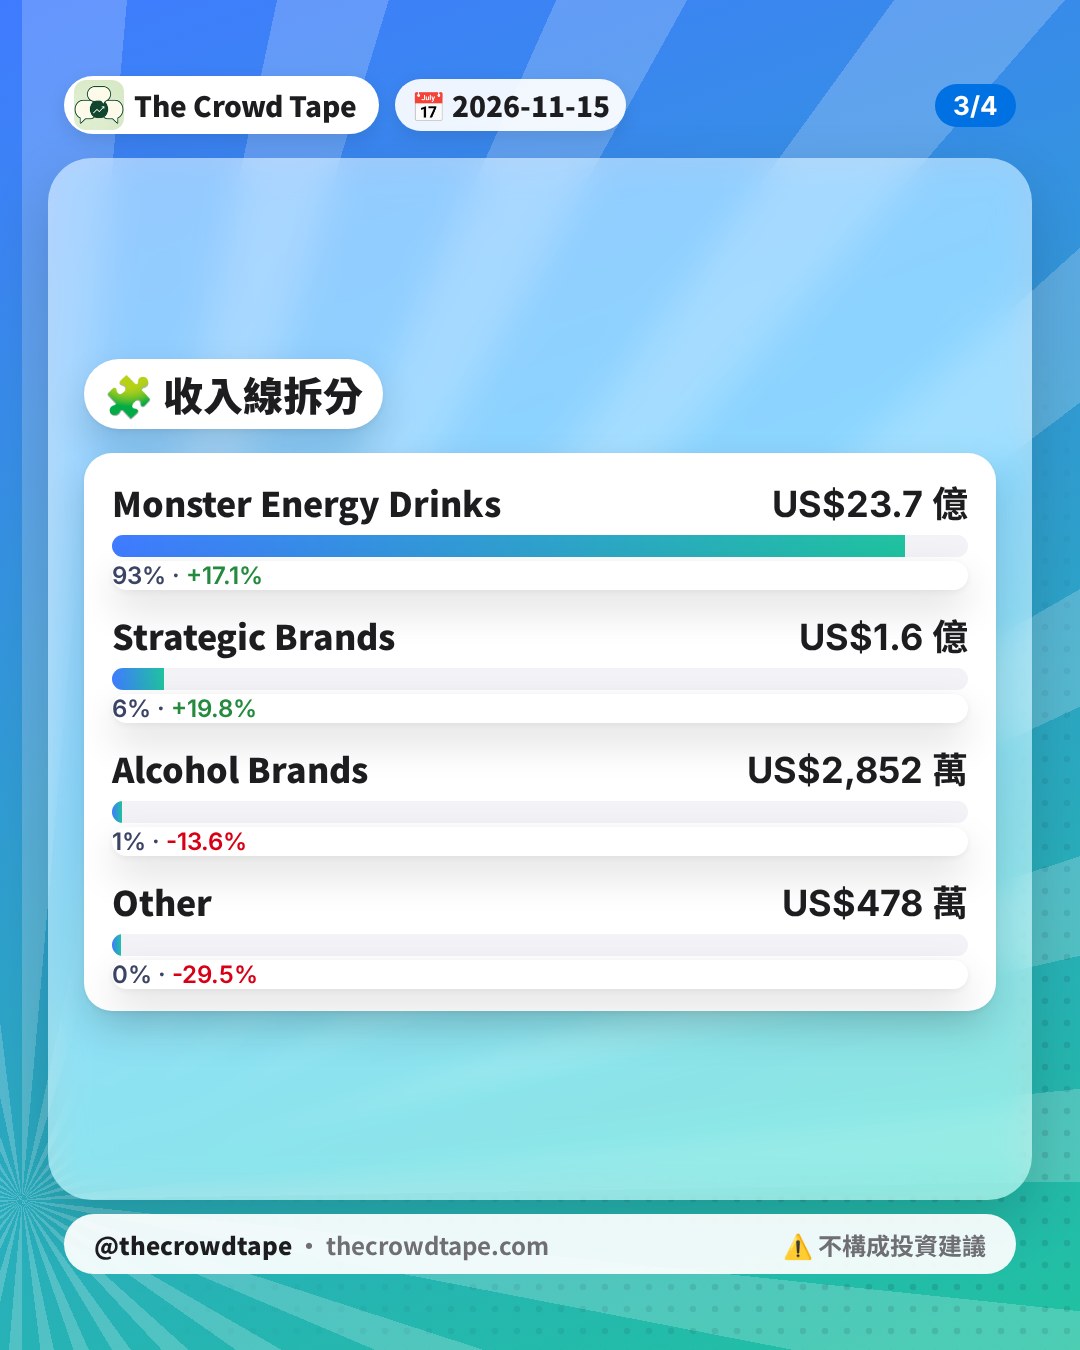 The Crowd Tape
July
2026-11-15
3/4
收入線拆分
Monster Energy Drinks US$23.7 億
93% · +17.1%
Strategic Brands US$1.6 億
6% · +19.8%
Alcohol Brands US$2,852 萬
1% · -13.6%
Other US$478 萬
0% · -29.5%
@thecrowdtape • thecrowdtape.com
不構成投資建議